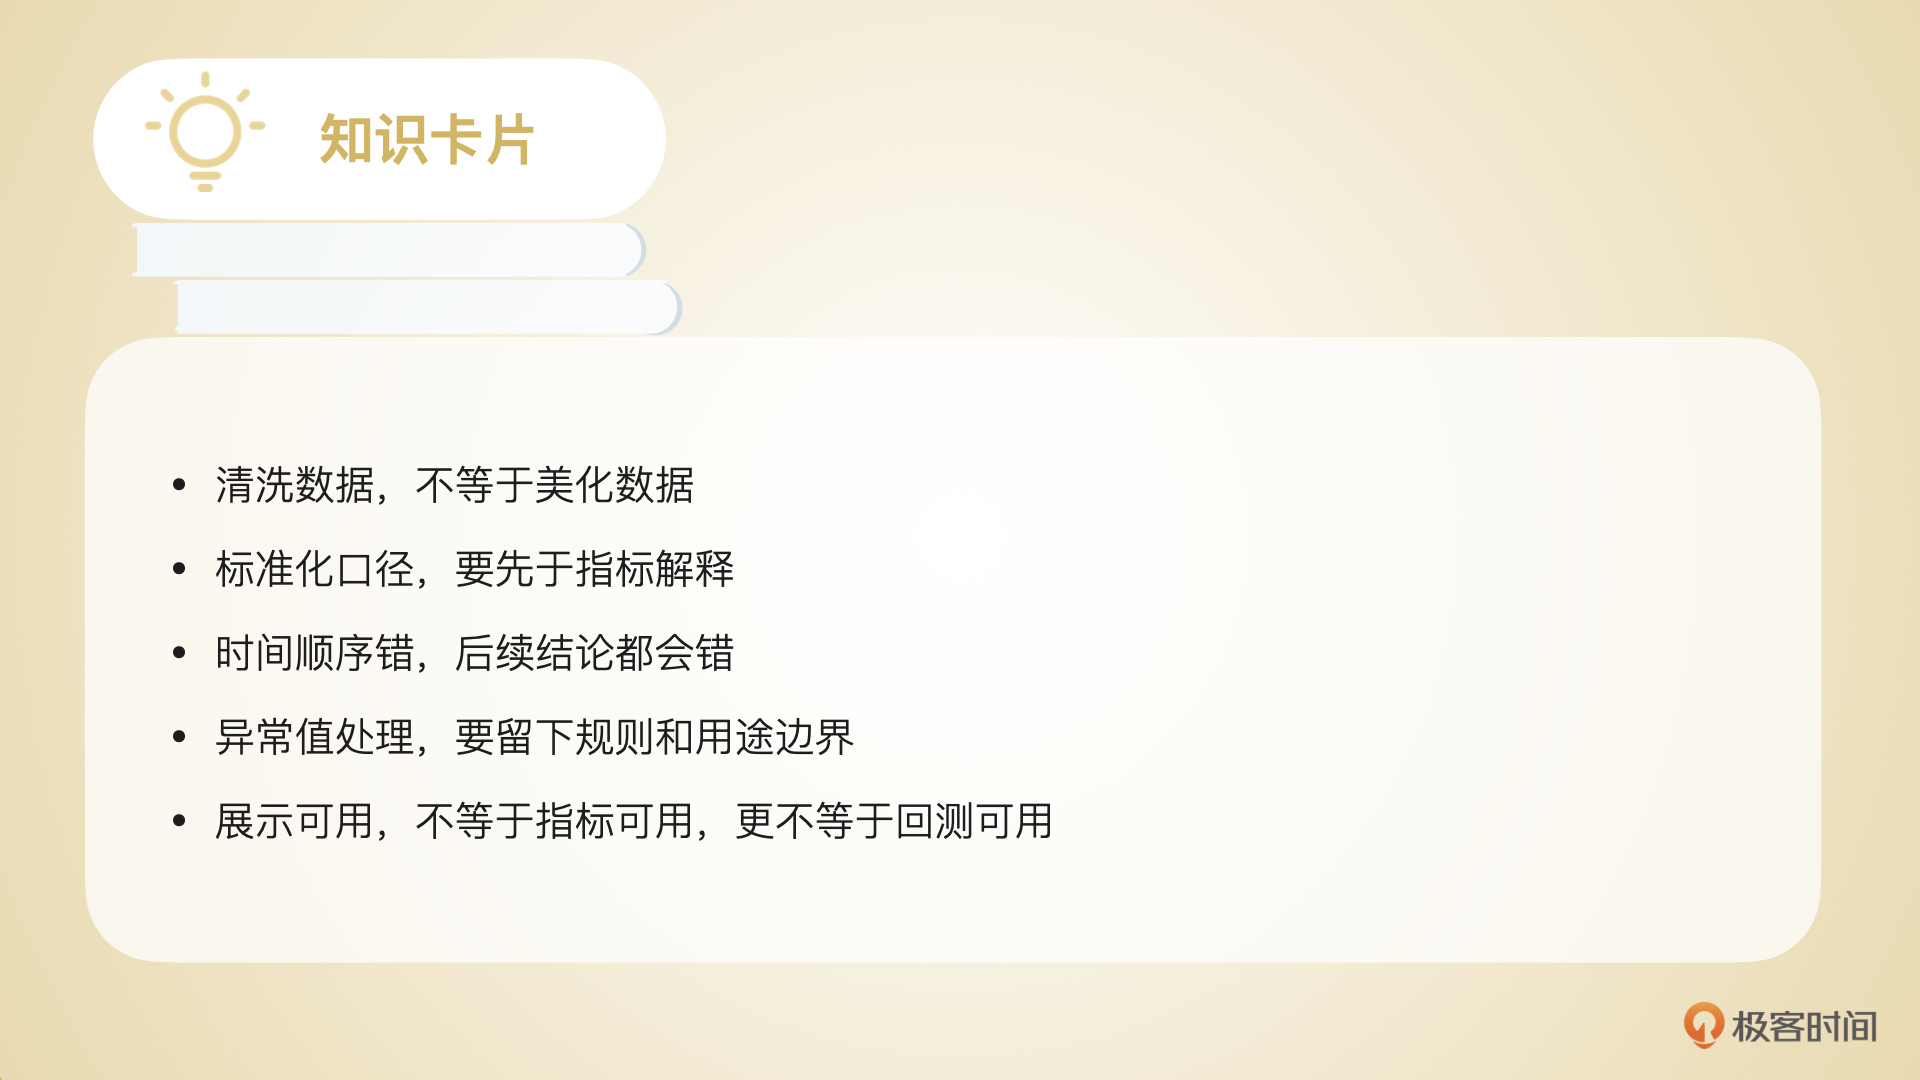 知识卡片
• 清洗数据，不等于美化数据
• 标准化口径，要先于指标解释
• 时间顺序错，后续结论都会错
• 异常值处理，要留下规则和用途边界
• 展示可用，不等于指标可用，更不等于回测可用
极客时间